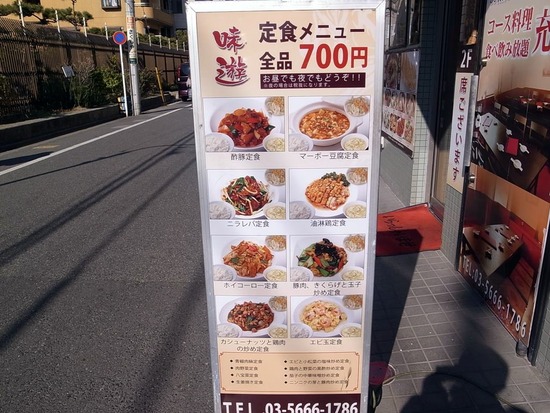 味遊
定食メニュー
全品 700円
お昼でも夜でもどうぞ!!
酢豚定食
マーボー豆腐定食
ニラレバ定食
油淋鶏定食
ホイコーロー定食
豚肉、きくらげと玉子
炒め定食
カシューナッツと鶏肉
の炒め定食
エビ玉定食
TEL 03-5666-1786
コース料理
食べ飲み放題
2F
席ございます
TEL 03-5666-1786